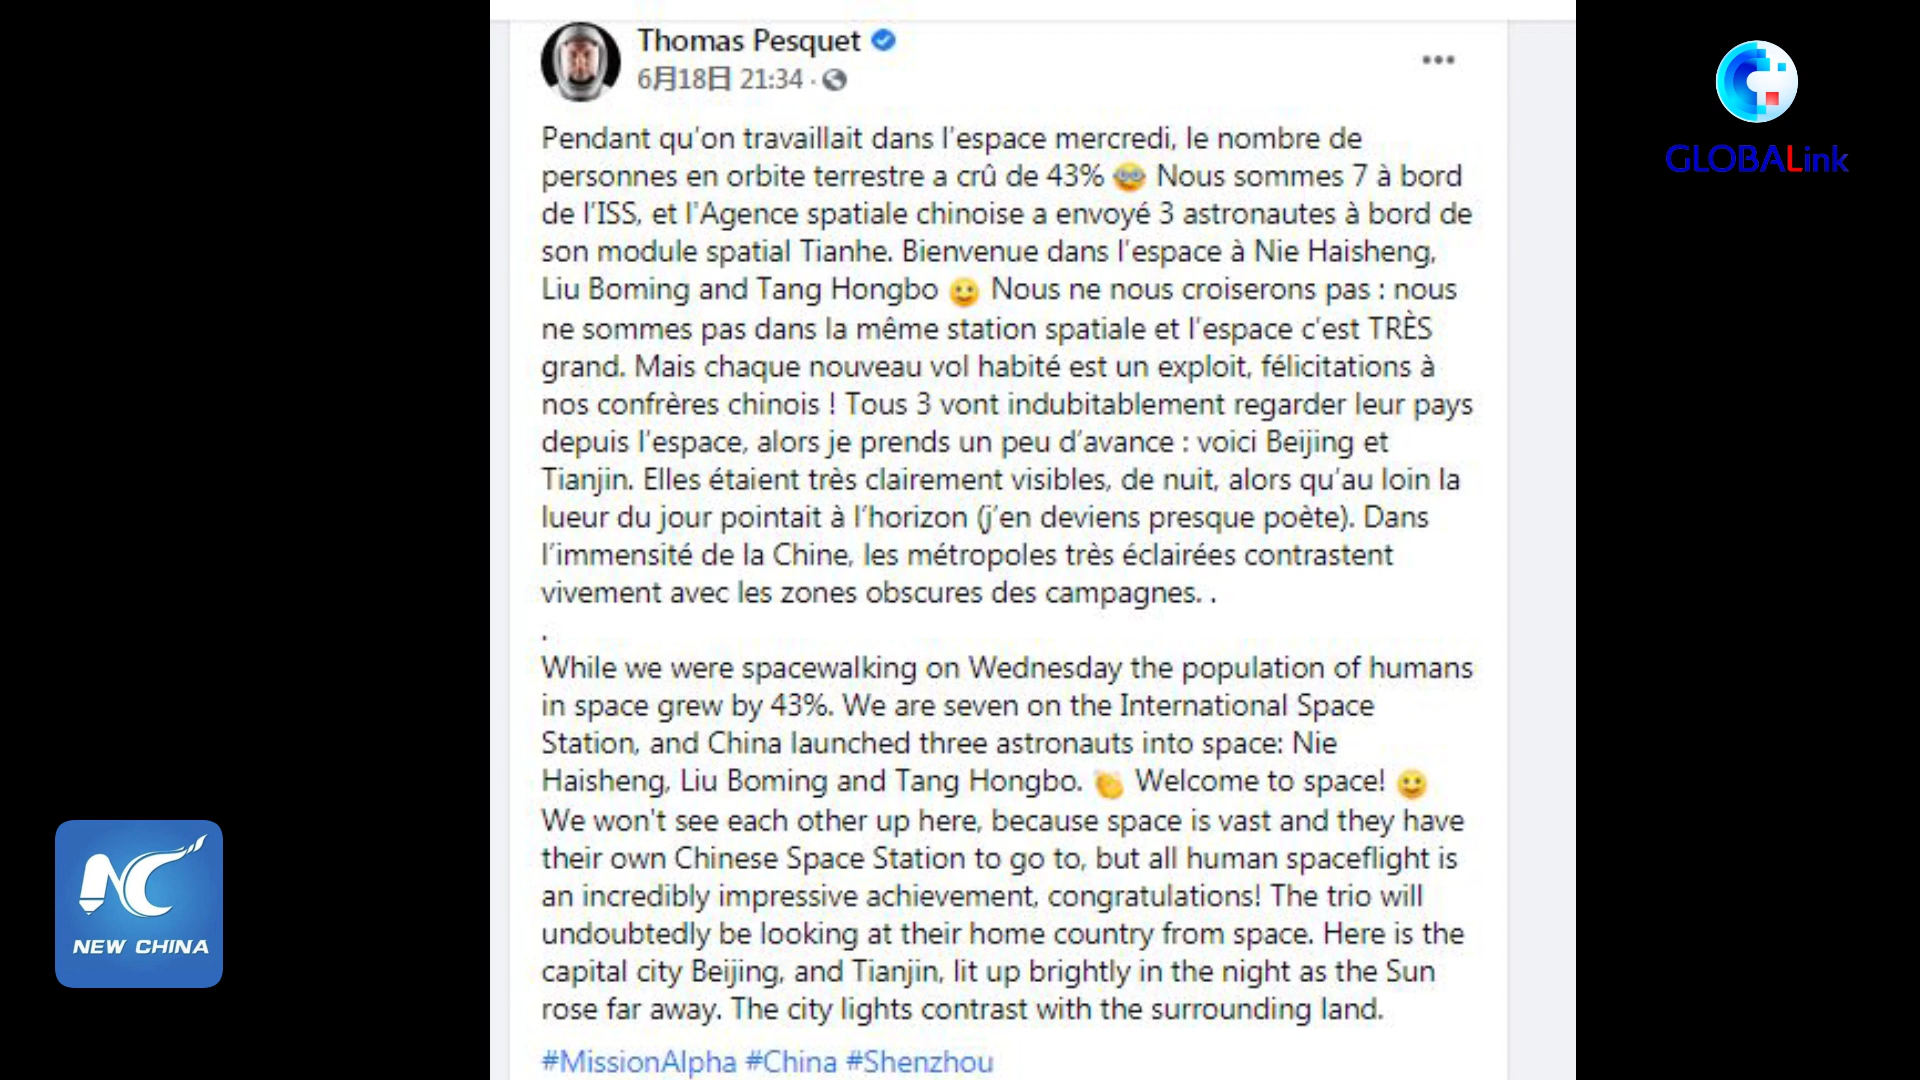 Thomas Pesquet
6月18日 21:34 ·
Pendant qu'on travaillait dans l'espace mercredi, le nombre de
personnes en orbite terrestre a crû de 43% 🤓 Nous sommes 7 à bord
de l'ISS, et l'Agence spatiale chinoise a envoyé 3 astronautes à bord de
son module spatial Tianhe. Bienvenue dans l'espace à Nie Haisheng,
Liu Boming and Tang Hongbo 🙂 Nous ne nous croiserons pas : nous
ne sommes pas dans la même station spatiale et l'espace c'est TRÈS
grand. Mais chaque nouveau vol habité est un exploit, félicitations à
nos confrères chinois ! Tous 3 vont indubitablement regarder leur pays
depuis l'espace, alors je prends un peu d'avance : voici Beijing et
Tianjin. Elles étaient très clairement visibles, de nuit, alors qu'au loin la
lueur du jour pointait à l'horizon (j'en deviens presque poète). Dans
l'immensité de la Chine, les métropoles très éclairées contrastent
vivement avec les zones obscures des campagnes. .
.
While we were spacewalking on Wednesday the population of humans
in space grew by 43%. We are seven on the International Space
Station, and China launched three astronauts into space: Nie
Haisheng, Liu Boming and Tang Hongbo. 👏 Welcome to space! 🙂
We won't see each other up here, because space is vast and they have
their own Chinese Space Station to go to, but all human spaceflight is
an incredibly impressive achievement, congratulations! The trio will
undoubtedly be looking at their home country from space. Here is the
capital city Beijing, and Tianjin, lit up brightly in the night as the Sun
rose far away. The city lights contrast with the surrounding land.
#MissionAlpha #China #Shenzhou
GLOBALink
NC
NEW CHINA